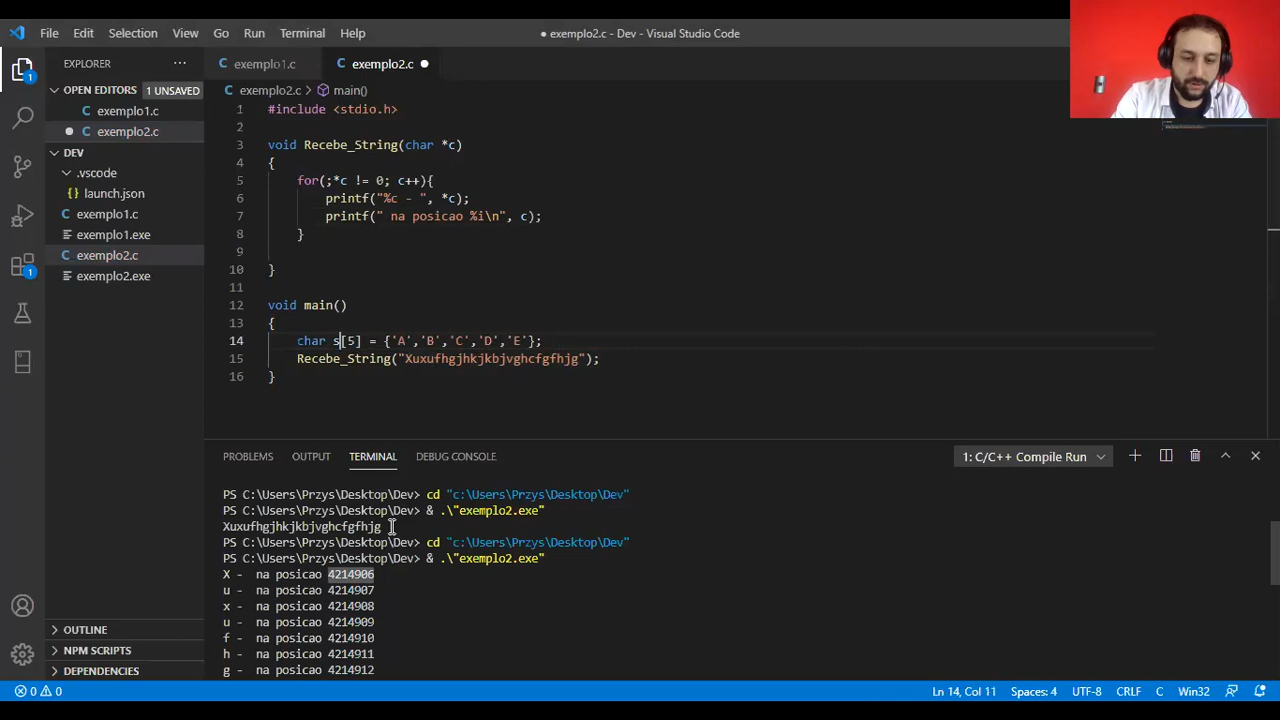 File Edit Selection View Go Run Terminal Help
● exemplo2.c - Dev - Visual Studio Code
EXPLORER ...
OPEN EDITORS 1 UNSAVED
exemplo1.c
● exemplo2.c
DEV
.vscode
{} launch.json
C exemplo1.c
exemplo1.exe
C exemplo2.c
exemplo2.exe
OUTLINE
NPM SCRIPTS
DEPENDENCIES
1
1
C exemplo1.c
C exemplo2.c ●
C exemplo2.c > main()
1 #include <stdio.h>
2
3 void Recebe_String(char *c)
4 {
5 for(;*c != 0; c++){
6 printf("%c - ", *c);
7 printf(" na posicao %i\n", c);
8 }
9
10 }
11
12 void main()
13 {
14 char s[5] = {'A','B','C','D','E'};
15 Recebe_String("Xuxufhgjhkjkbjvghcfgfhjg");
16 }
PROBLEMS OUTPUT TERMINAL DEBUG CONSOLE
1: C/C++ Compile Run
PS C:\Users\Przys\Desktop\Dev> cd "c:\Users\Przys\Desktop\Dev"
PS C:\Users\Przys\Desktop\Dev> & .\"exemplo2.exe"
Xuxufhgjhkjkbjvghcfgfhjg
PS C:\Users\Przys\Desktop\Dev> cd "c:\Users\Przys\Desktop\Dev"
PS C:\Users\Przys\Desktop\Dev> & .\"exemplo2.exe"
X - na posicao 4214906
u - na posicao 4214907
x - na posicao 4214908
u - na posicao 4214909
f - na posicao 4214910
h - na posicao 4214911
g - na posicao 4214912
0 0
Ln 14, Col 11 Spaces: 4 UTF-8 CRLF C Win32